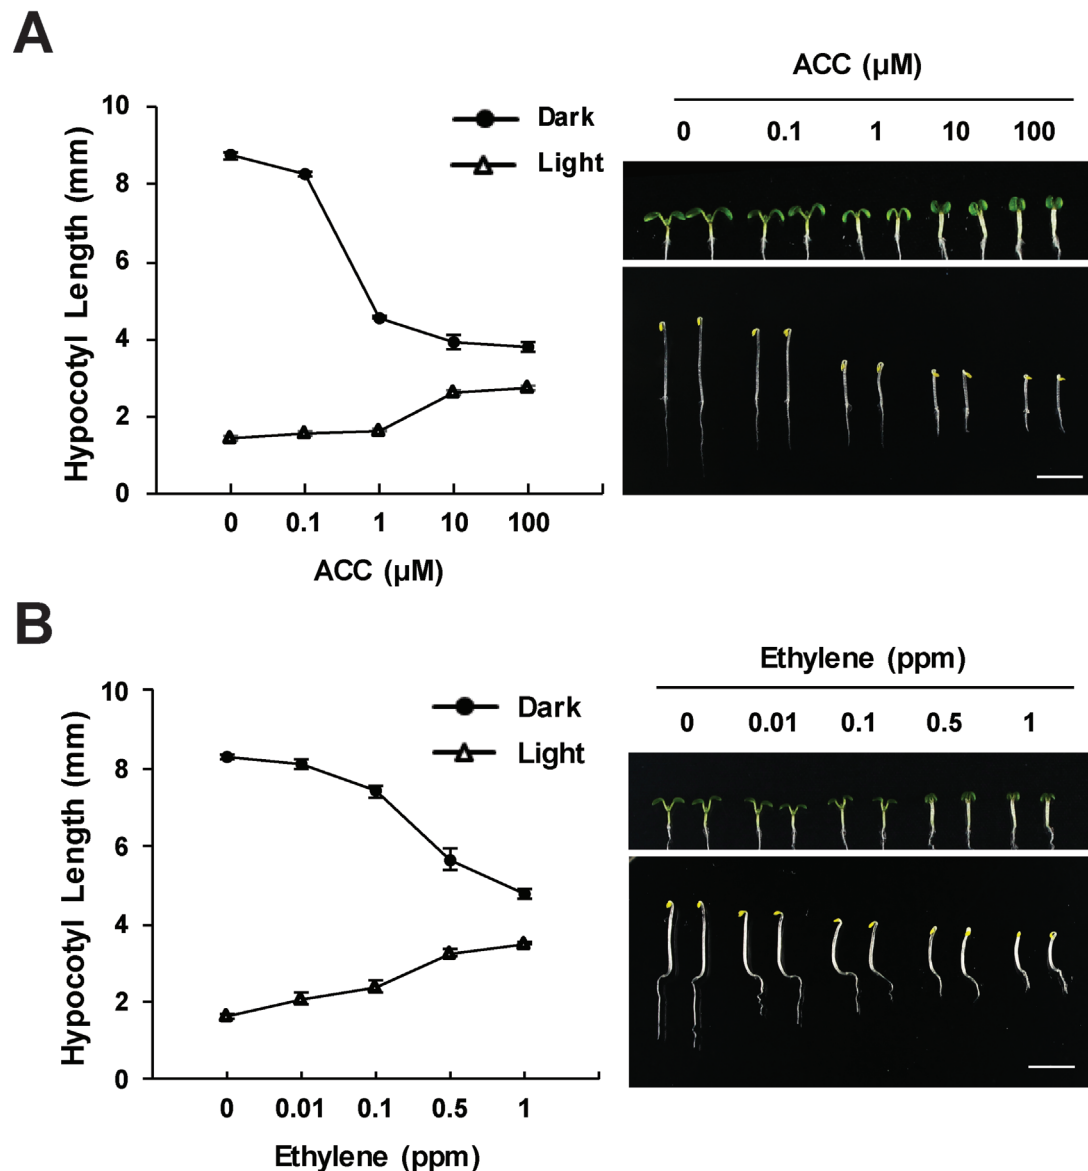 A
ACC (µM)
0 0.1 1 10 100
Dark
Light
10
8
6
4
2
0
Hypocotyl Length (mm)
0 0.1 1 10 100
ACC (µM)
B
Ethylene (ppm)
0 0.01 0.1 0.5 1
Dark
Light
10
8
6
4
2
0
Hypocotyl Length (mm)
0 0.01 0.1 0.5 1
Ethylene (ppm)